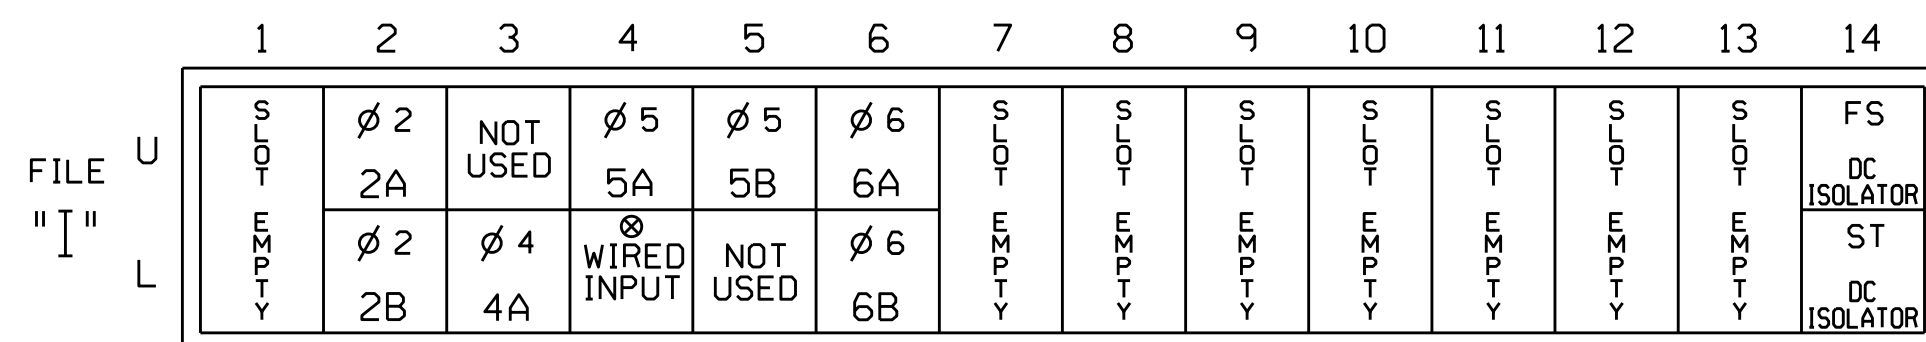 1 2 3 4 5 6 7 8 9 10 11 12 13 14
FILE
"I"
U
L
SLOT EMPTY
Ø 2
2A
Ø 2
2B
NOT
USED
Ø 4
4A
Ø 5
5A
⊗
WIRED
INPUT
Ø 5
5B
NOT
USED
Ø 6
6A
Ø 6
6B
SLOT EMPTY
SLOT EMPTY
SLOT EMPTY
SLOT EMPTY
SLOT EMPTY
SLOT EMPTY
SLOT EMPTY
FS
DC
ISOLATOR
ST
DC
ISOLATOR